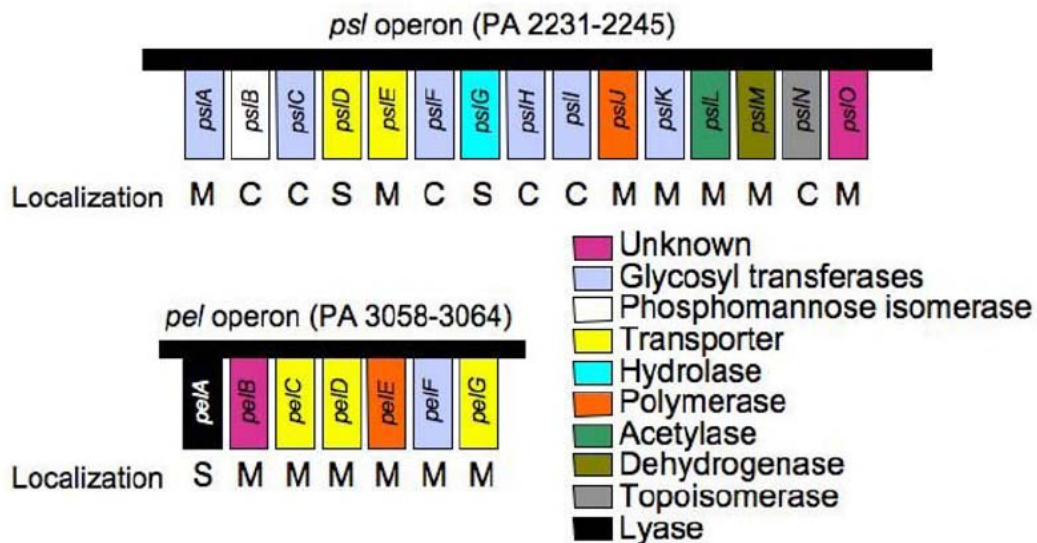 psl operon (PA 2231-2245)
pslA pslB pslC pslD pslE pslF pslG pslH pslI pslJ pslK pslL pslM pslN pslO
Localization M C C S M C S C C M M M M C M
Unknown
Glycosyl transferases
Phosphomannose isomerase
Transporter
Hydrolase
Polymerase
Acetylase
Dehydrogenase
Topoisomerase
Lyase
pel operon (PA 3058-3064)
pelA pelB pelC pelD pelE pelF pelG
Localization S M M M M M M